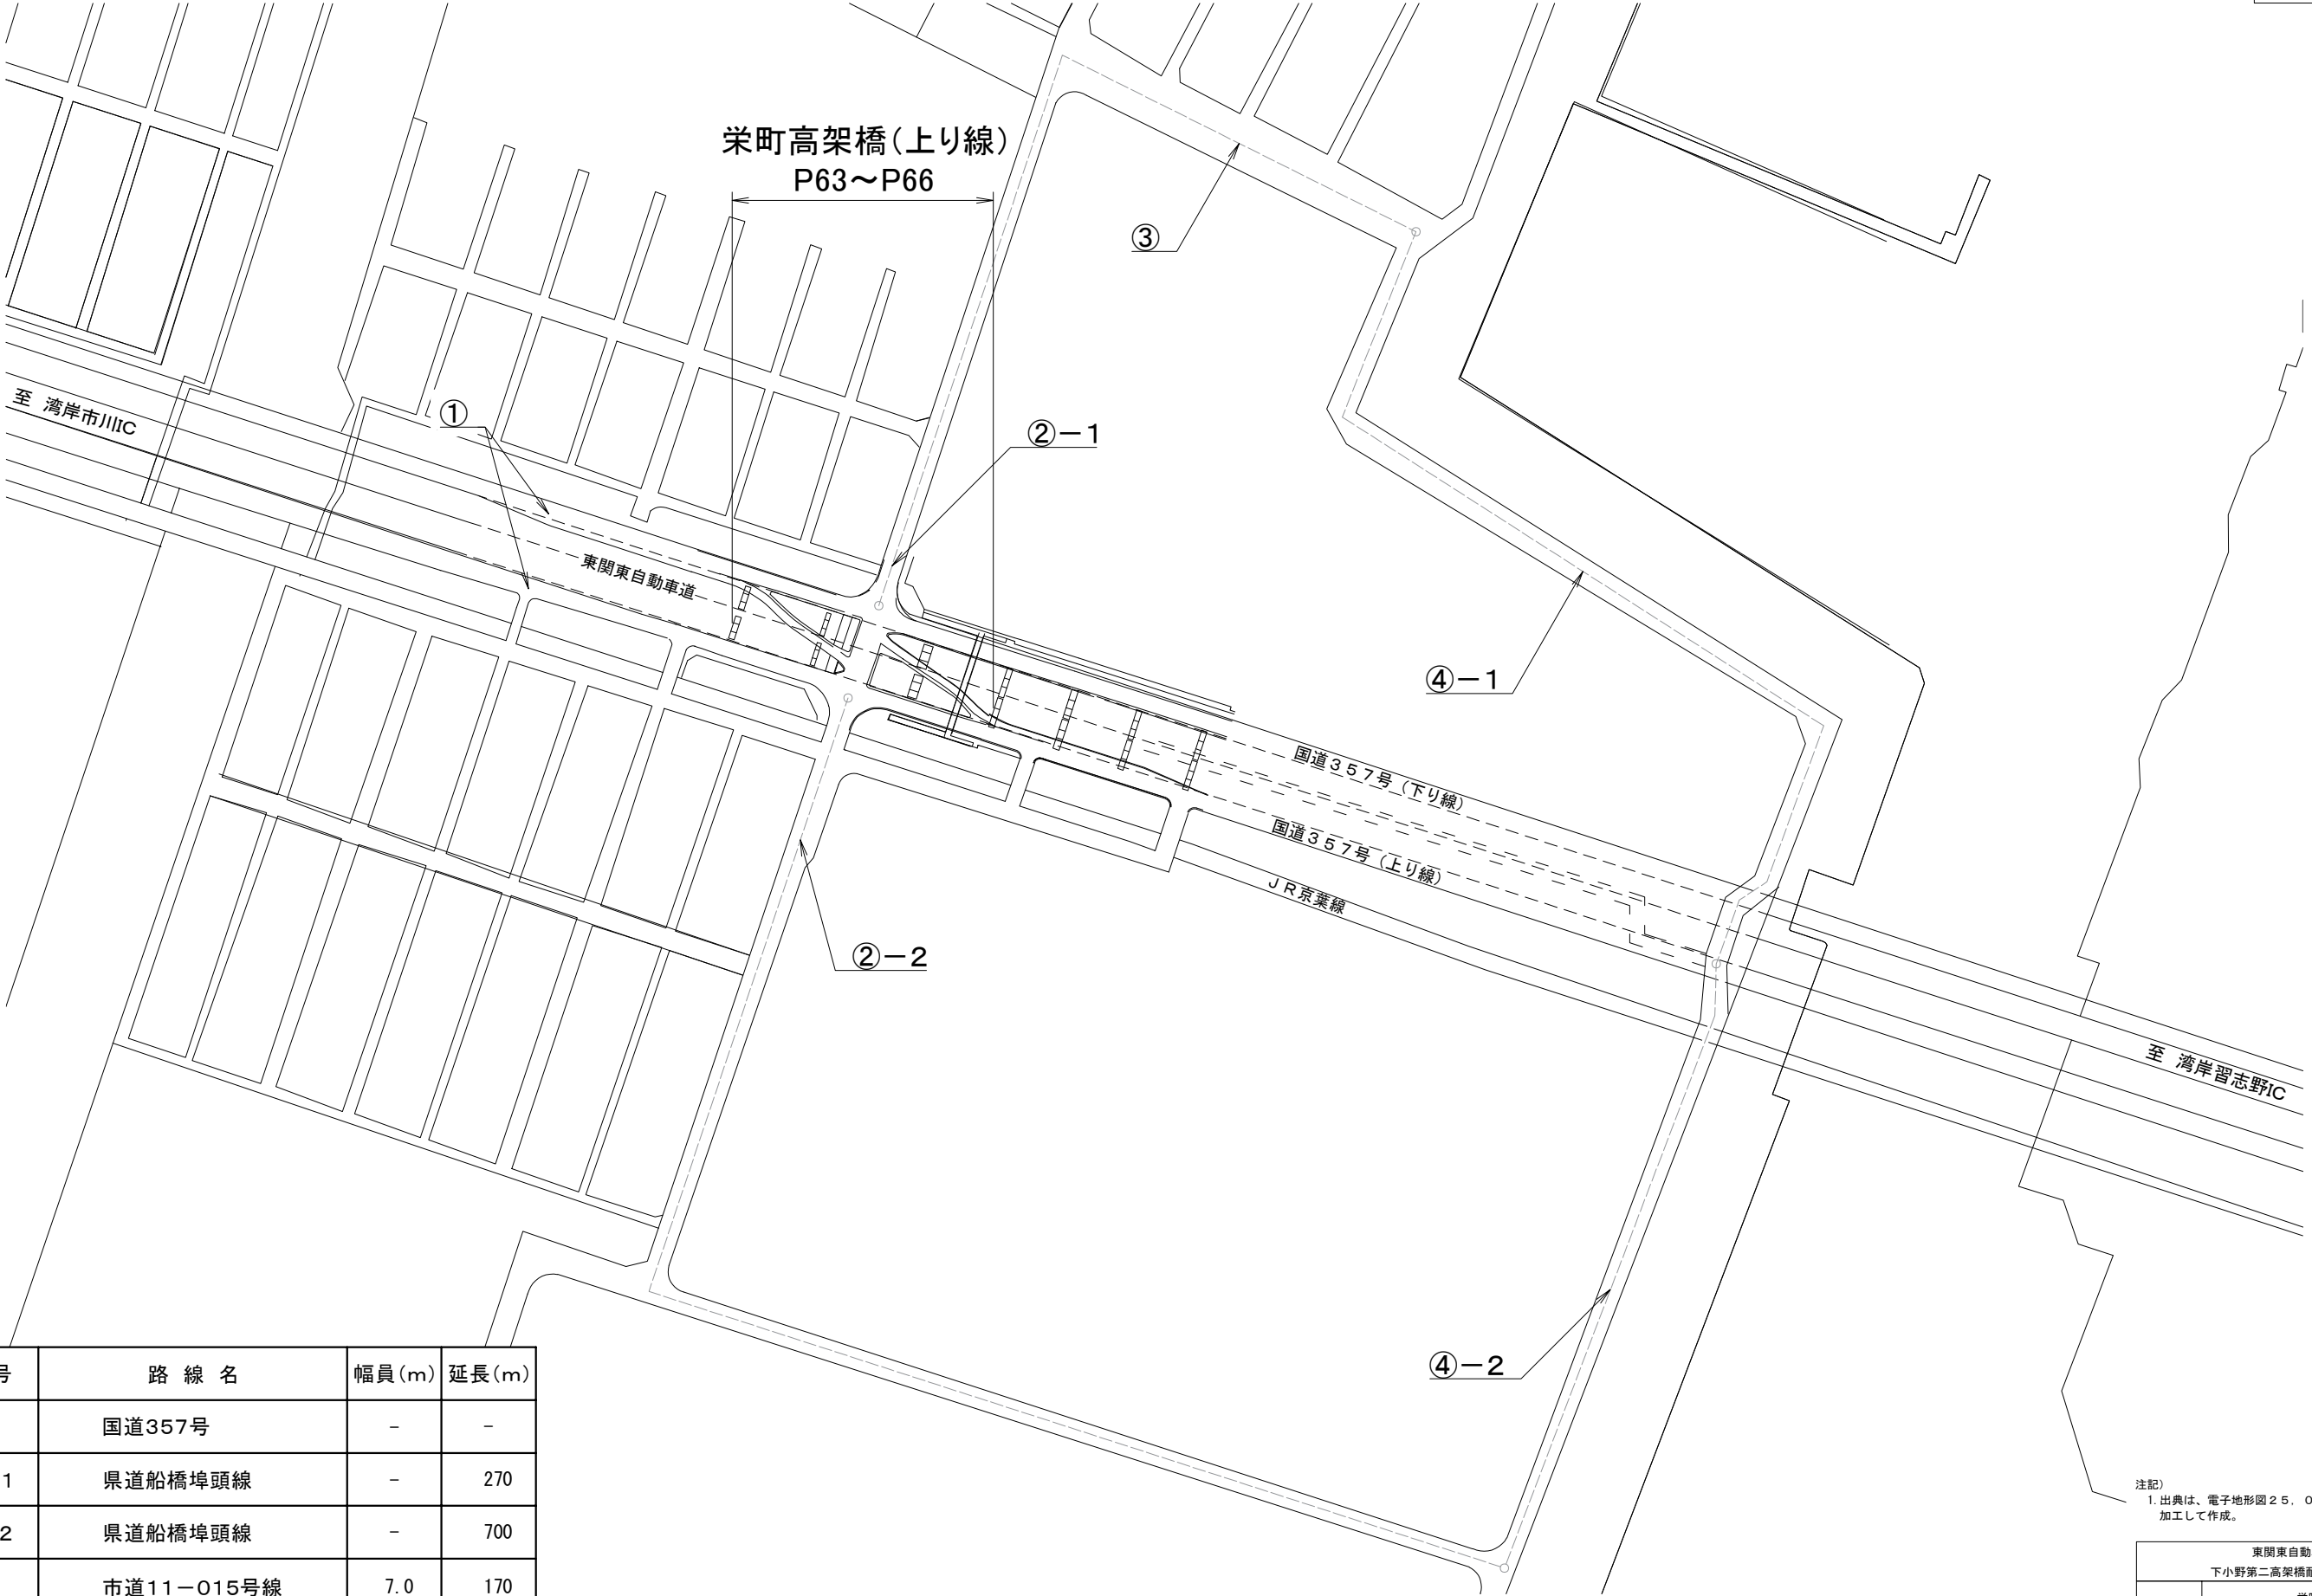 栄町高架橋(上り線)
P63～P66
③
①
②－1
至 湾岸市川IC
東関東自動車道
④－1
国道357号（下り線）
国道357号（上り線）
JR京葉線
②－2
至 湾岸習志野IC
④－2
号 路線名 幅員(m) 延長(m)
国道357号 － －
1 県道船橋埠頭線 － 270
2 県道船橋埠頭線 － 700
市道11－015号線 7.0 170
注記)
1. 出典は、電子地形図25，0
加工して作成。
東関東自動
下小野第二高架橋